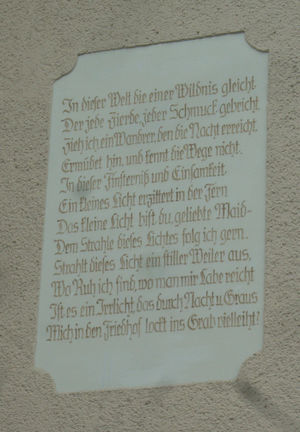 In dieser Welt die einer Wildnis gleicht
Der jede Zierde, jeder Schmuck gebricht,
Zieh ich ein Wandrer, den die Nacht erreicht,
Ermüdet hin, und kennt die Wege nicht.
In dieser Finsterniß und Einsamkeit
Ein kleines Licht erzittert in der Fern
Das kleine Licht bist du, geliebte Maid-
Dem Strahle dieses Lichtes folg ich gern.
Strahlt dieses Licht ein stiller Weiler aus,
Wo Ruh ich find, wo man mir Labe reicht
Ist es ein Irrlicht, das durch Nacht u. Graus
Mich in den Friedhof lockt ins Grab vielleiht?